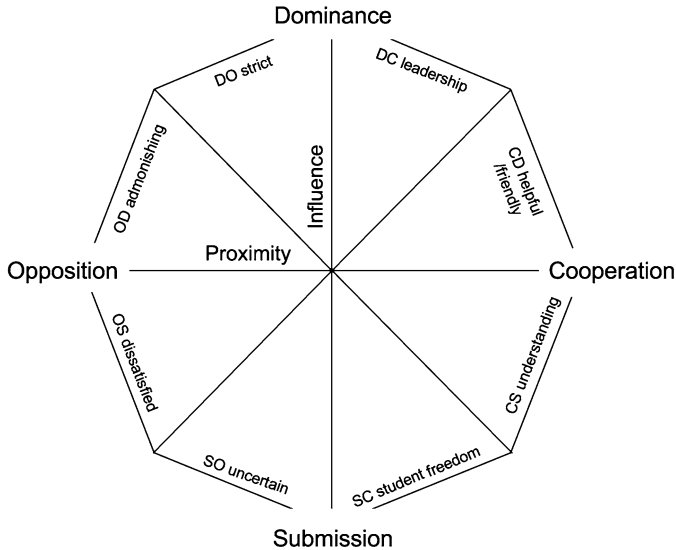 Dominance
DO strict
DC leadership
OD admonishing
Influence
CD helpful
/friendly
Proximity
Opposition
Cooperation
OS dissatisfied
CS understanding
SO uncertain
SC student freedom
Submission